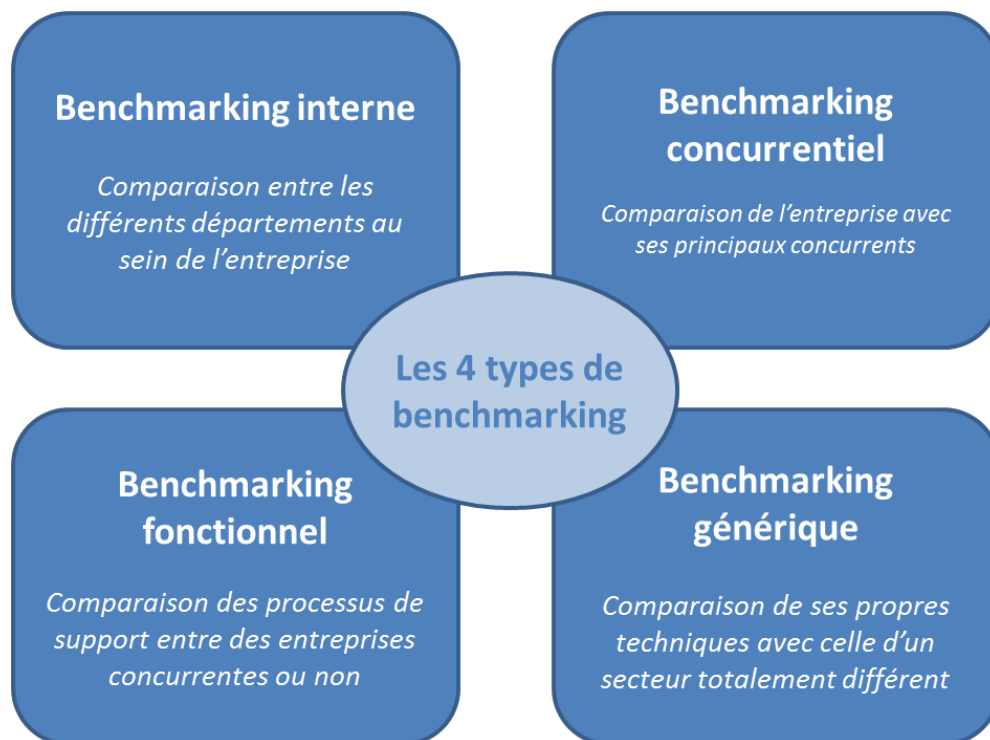 Benchmarking interne
Comparaison entre les
différents départements au
sein de l'entreprise
Benchmarking
concurrentiel
Comparaison de l'entreprise avec
ses principaux concurrents
Les 4 types de
benchmarking
Benchmarking
fonctionnel
Comparaison des processus de
support entre des entreprises
concurrentes ou non
Benchmarking
générique
Comparaison de ses propres
techniques avec celle d'un
secteur totalement différent